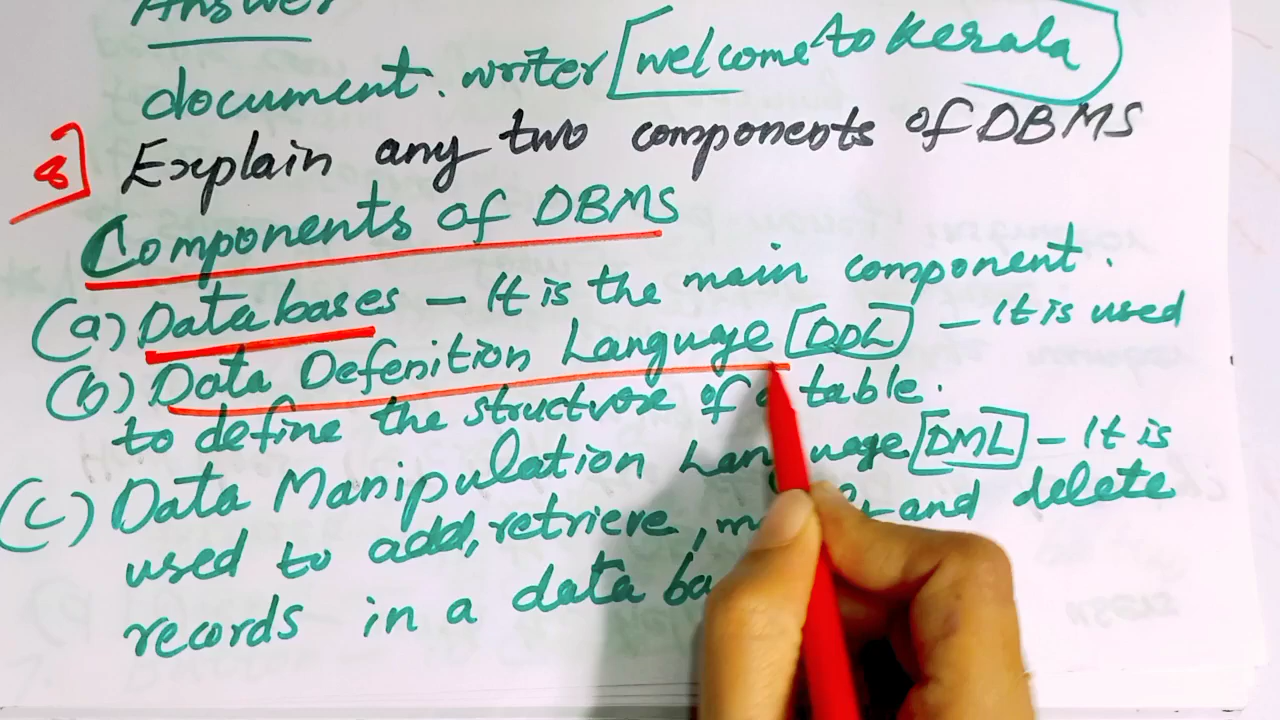 Answer
document.writer[welcome to Kerala]
8] Explain any two components of DBMS
Components of DBMS
(a) Databases – It is the main component.
(b) Data Defenition Language [DDL] – It is used
to define the structure of a table.
(c) Data Manipulation Language [DML] – It is
used to add, retrieve, and delete
records in a data